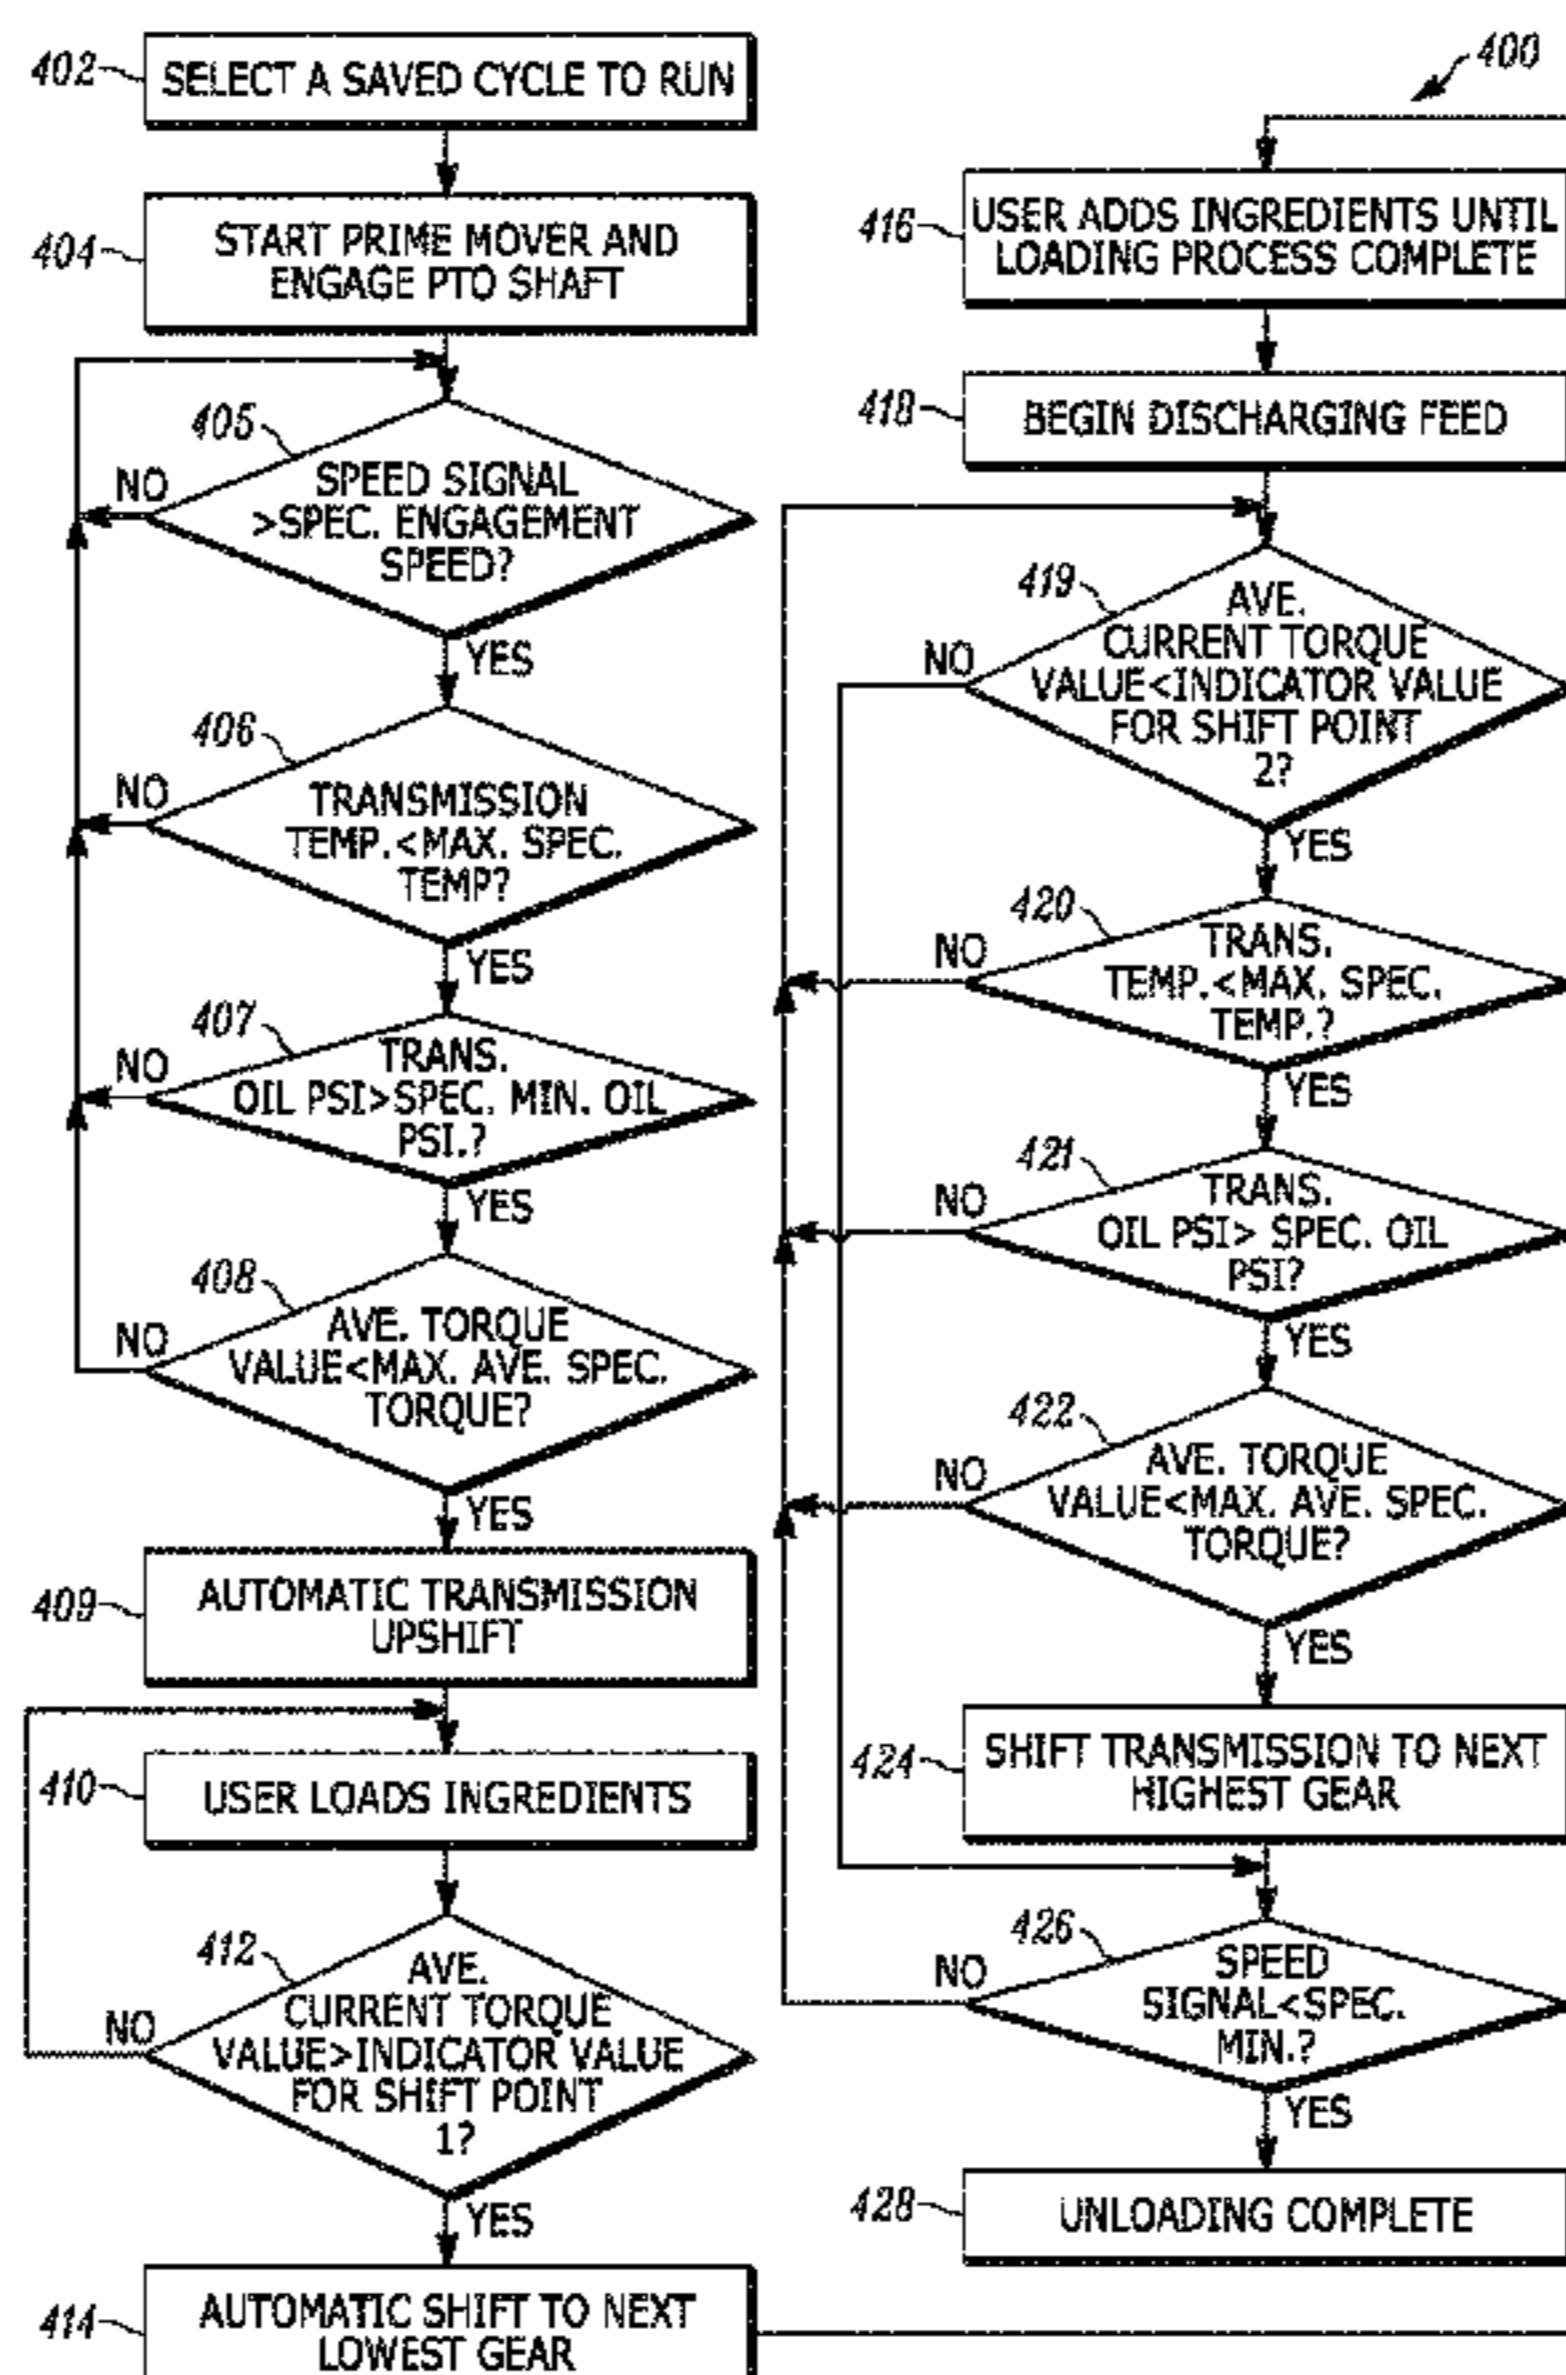 402
SELECT A SAVED CYCLE TO RUN
404
START PRIME MOVER AND
ENGAGE PTO SHAFT
405
NO
SPEED SIGNAL
>SPEC. ENGAGEMENT
SPEED?
YES
406
NO
TRANSMISSION
TEMP.<MAX. SPEC.
TEMP?
YES
407
NO
TRANS.
OIL PSI>SPEC. MIN. OIL
PSI.?
YES
408
NO
AVE. TORQUE
VALUE<MAX. AVE. SPEC.
TORQUE?
YES
409
AUTOMATIC TRANSMISSION
UPSHIFT
410
USER LOADS INGREDIENTS
412
NO
AVE.
CURRENT TORQUE
VALUE>INDICATOR VALUE
FOR SHIFT POINT
1?
YES
414
AUTOMATIC SHIFT TO NEXT
LOWEST GEAR
400
416
USER ADDS INGREDIENTS UNTIL
LOADING PROCESS COMPLETE
418
BEGIN DISCHARGING FEED
419
NO
AVE.
CURRENT TORQUE
VALUE<INDICATOR VALUE
FOR SHIFT POINT
2?
YES
420
NO
TRANS.
TEMP.<MAX. SPEC.
TEMP.?
YES
421
NO
TRANS.
OIL PSI> SPEC. OIL
PSI?
YES
422
NO
AVE. TORQUE
VALUE<MAX. AVE. SPEC.
TORQUE?
YES
424
SHIFT TRANSMISSION TO NEXT
HIGHEST GEAR
426
NO
SPEED
SIGNAL<SPEC.
MIN.?
YES
428
UNLOADING COMPLETE